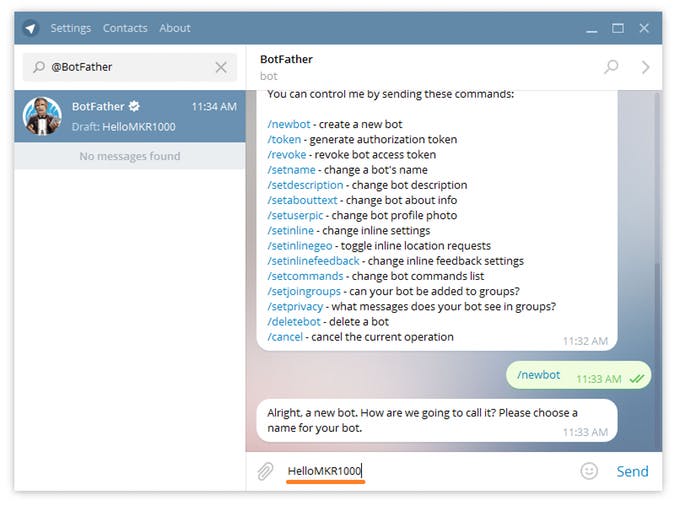 Settings Contacts About
@BotFather
BotFather
bot
BotFather 11:34 AM
Draft: HelloMKR1000
No messages found
You can control me by sending these commands:
/newbot - create a new bot
/token - generate authorization token
/revoke - revoke bot access token
/setname - change a bot's name
/setdescription - change bot description
/setabouttext - change bot about info
/setuserpic - change bot profile photo
/setinline - change inline settings
/setinlinegeo - toggle inline location requests
/setinlinefeedback - change inline feedback settings
/setcommands - change bot commands list
/setjoingroups - can your bot be added to groups?
/setprivacy - what messages does your bot see in groups?
/deletebot - delete a bot
/cancel - cancel the current operation
11:32 AM
/newbot 11:33 AM
Alright, a new bot. How are we going to call it? Please choose a
name for your bot.
11:33 AM
HelloMKR1000
Send